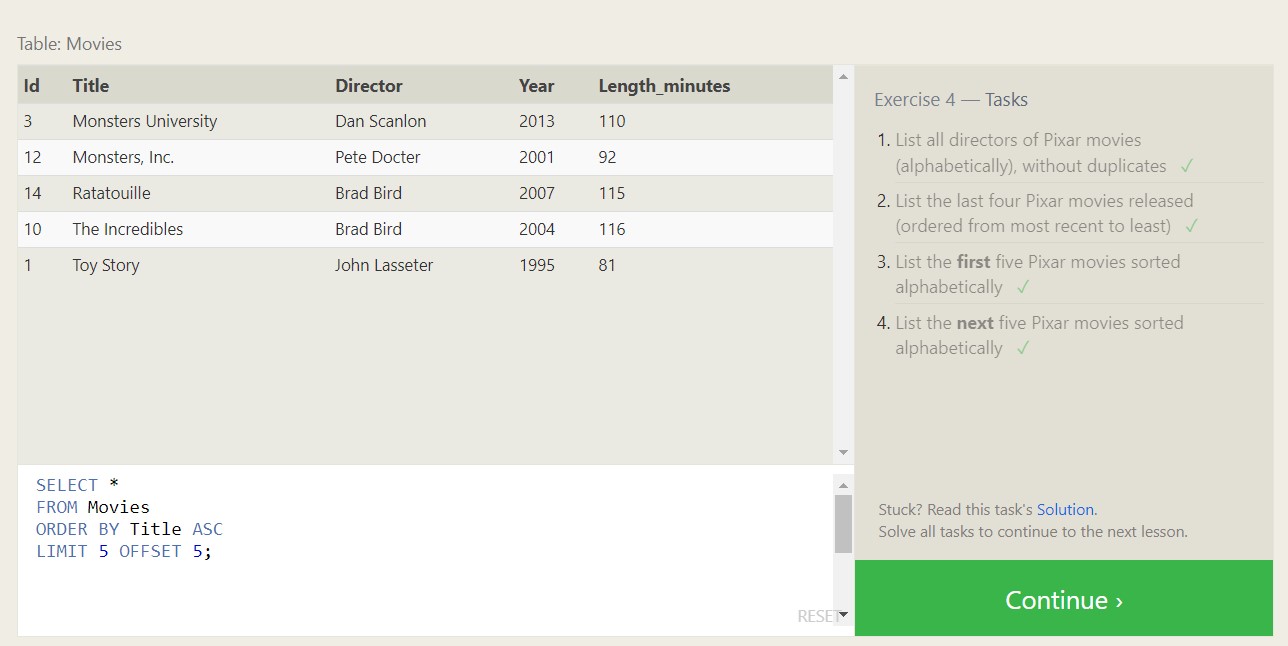 Table: Movies
Id Title Director Year Length_minutes
3 Monsters University Dan Scanlon 2013 110
12 Monsters, Inc. Pete Docter 2001 92
14 Ratatouille Brad Bird 2007 115
10 The Incredibles Brad Bird 2004 116
1 Toy Story John Lasseter 1995 81
SELECT *
FROM Movies
ORDER BY Title ASC
LIMIT 5 OFFSET 5;
RESET
Exercise 4 — Tasks
1. List all directors of Pixar movies
(alphabetically), without duplicates ✓
2. List the last four Pixar movies released
(ordered from most recent to least) ✓
3. List the first five Pixar movies sorted
alphabetically ✓
4. List the next five Pixar movies sorted
alphabetically ✓
Stuck? Read this task's Solution.
Solve all tasks to continue to the next lesson.
Continue ›